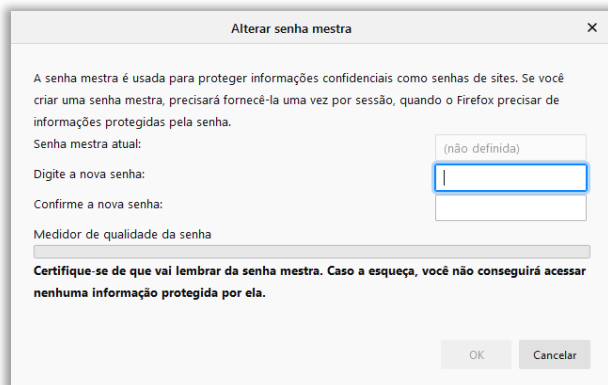 Alterar senha mestra
A senha mestra é usada para proteger informações confidenciais como senhas de sites. Se você
criar uma senha mestra, precisará fornecê-la uma vez por sessão, quando o Firefox precisar de
informações protegidas pela senha.
Senha mestra atual: (não definida)
Digite a nova senha:
Confirme a nova senha:
Medidor de qualidade da senha
Certifique-se de que vai lembrar da senha mestra. Caso a esqueça, você não conseguirá acessar
nenhuma informação protegida por ela.
OK Cancelar